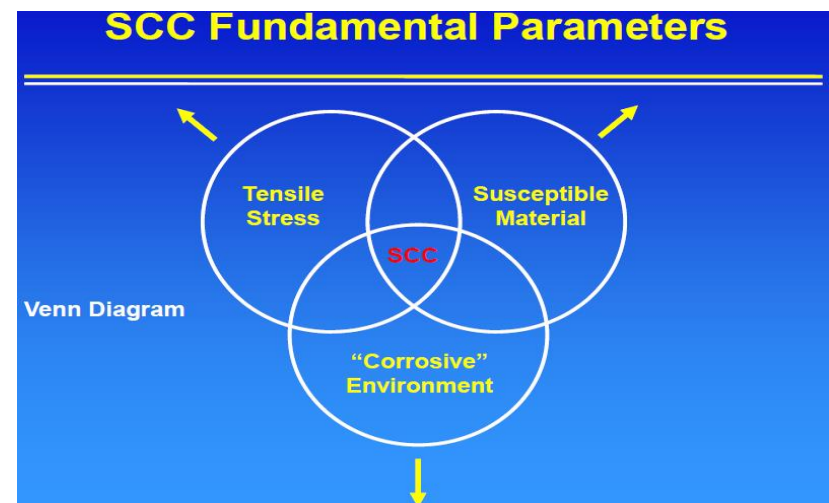 SCC Fundamental Parameters
Tensile
Stress
Susceptible
Material
SCC
Venn Diagram
“Corrosive”
Environment